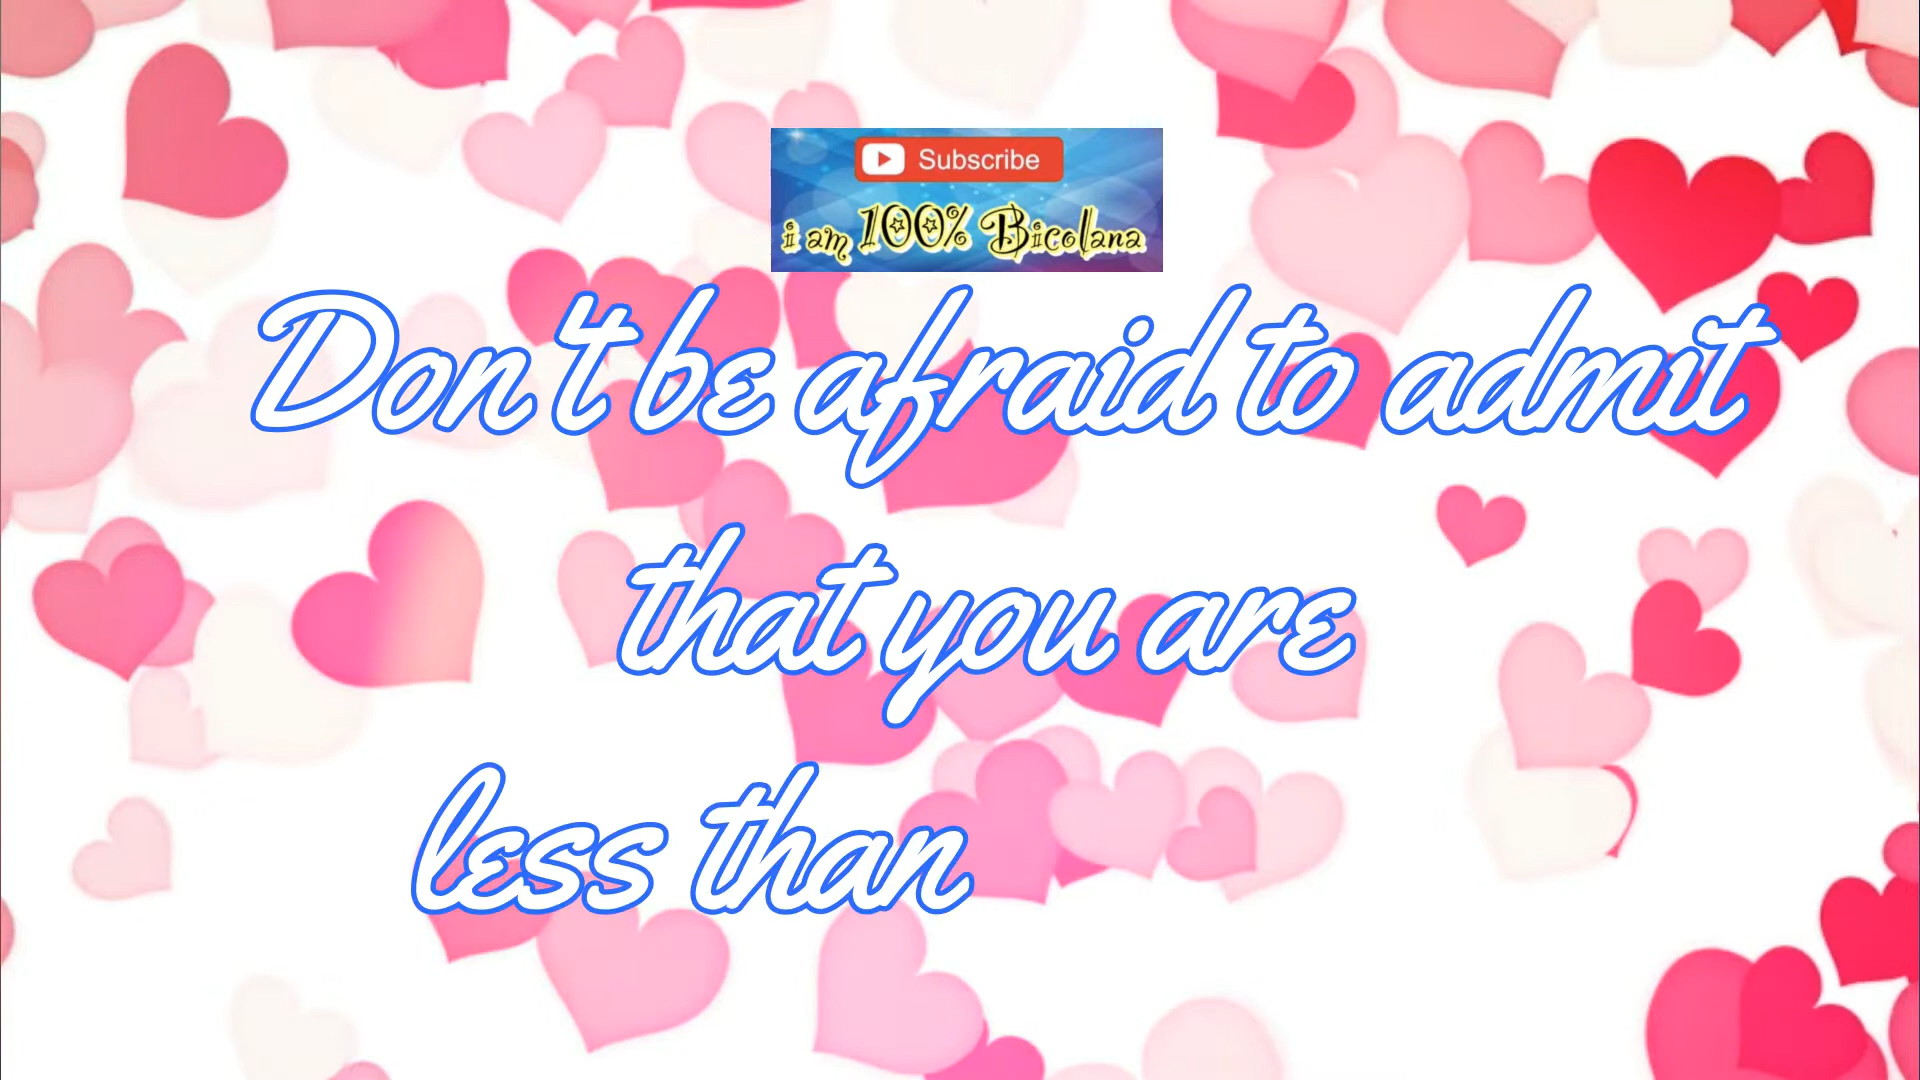 Subscribe
i am 100% Bicolana
Don't be afraid to admit
that you are
less than